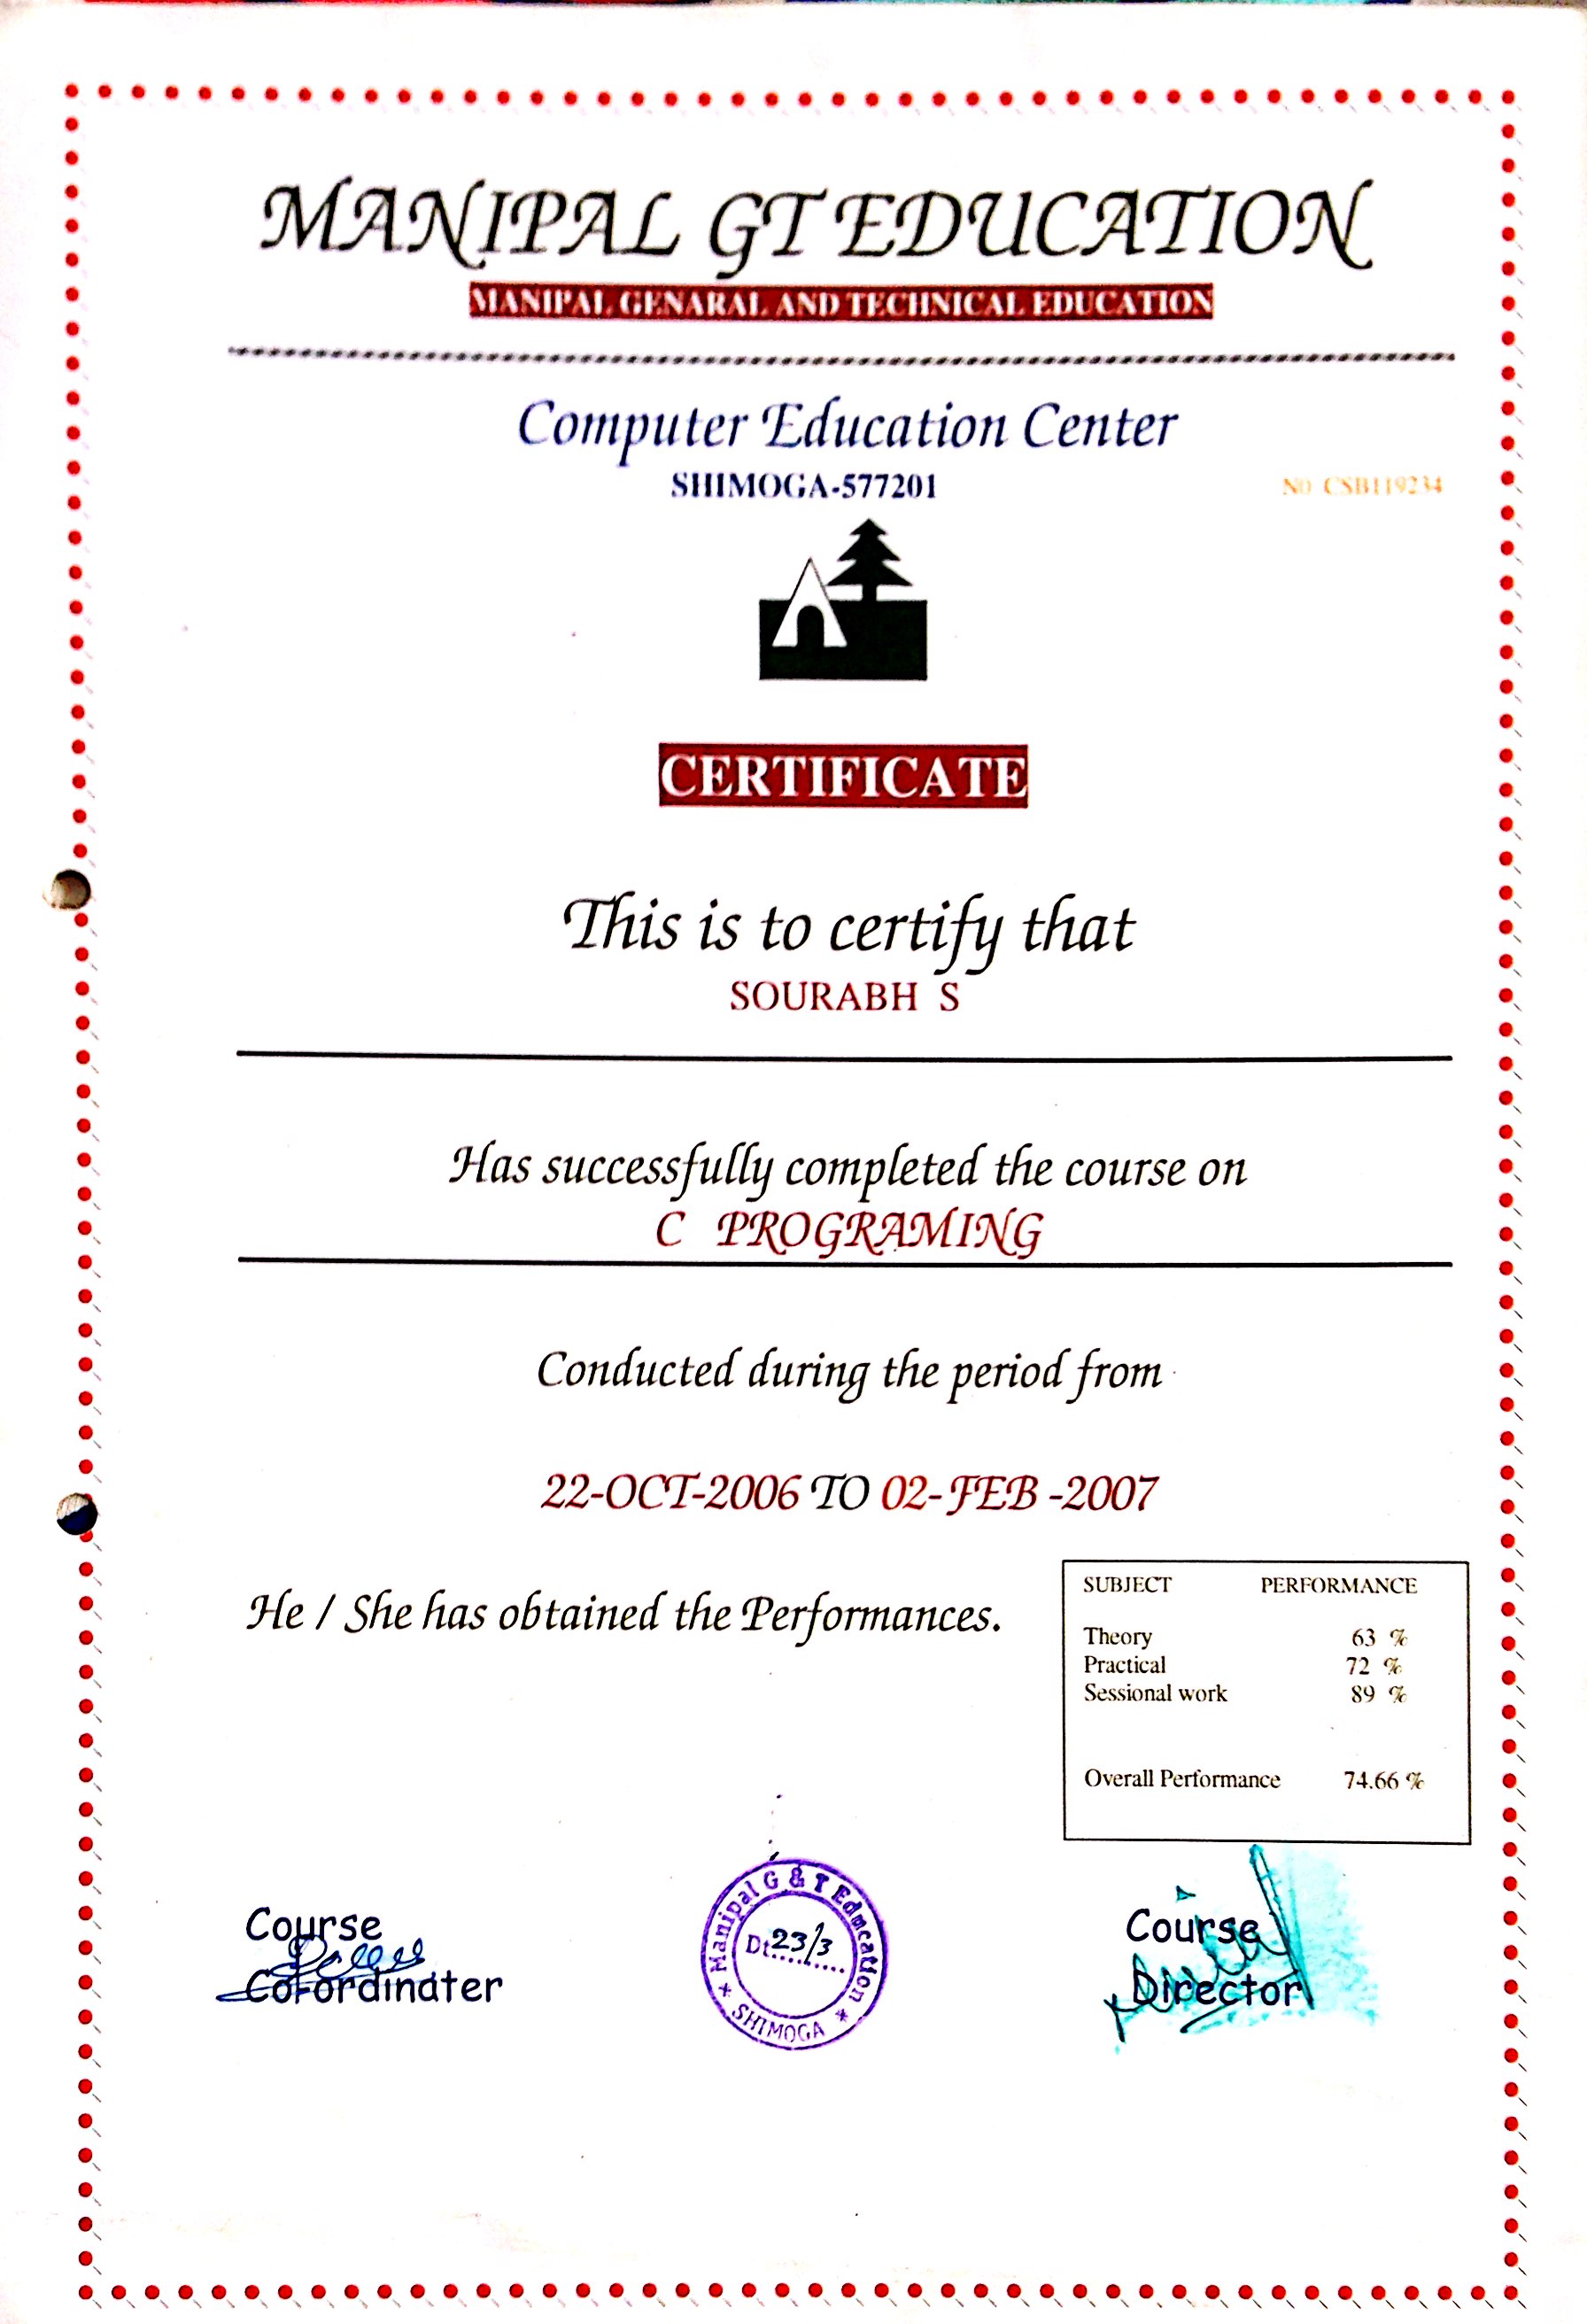 MANIPAL GT EDUCATION
MANIPAL GENARAL AND TECHNICAL EDUCATION
Computer Education Center
SHIMOGA-577201
N0 CSB119234
CERTIFICATE
This is to certify that
SOURABH S
Has successfully completed the course on
C PROGRAMING
Conducted during the period from
22-OCT-2006 TO 02-FEB -2007
He / She has obtained the Performances.
SUBJECT PERFORMANCE
Theory 63 %
Practical 72 %
Sessional work 89 %
Overall Performance 74.66 %
Course
Co-ordinater
Manipal G & T Education
Dt:23/3
* SHIMOGA *
Course
Director